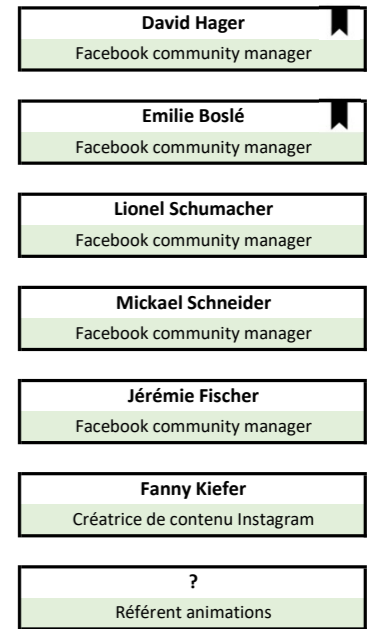 David Hager
Facebook community manager
Emilie Boslé
Facebook community manager
Lionel Schumacher
Facebook community manager
Mickael Schneider
Facebook community manager
Jérémie Fischer
Facebook community manager
Fanny Kiefer
Créatrice de contenu Instagram
?
Référent animations